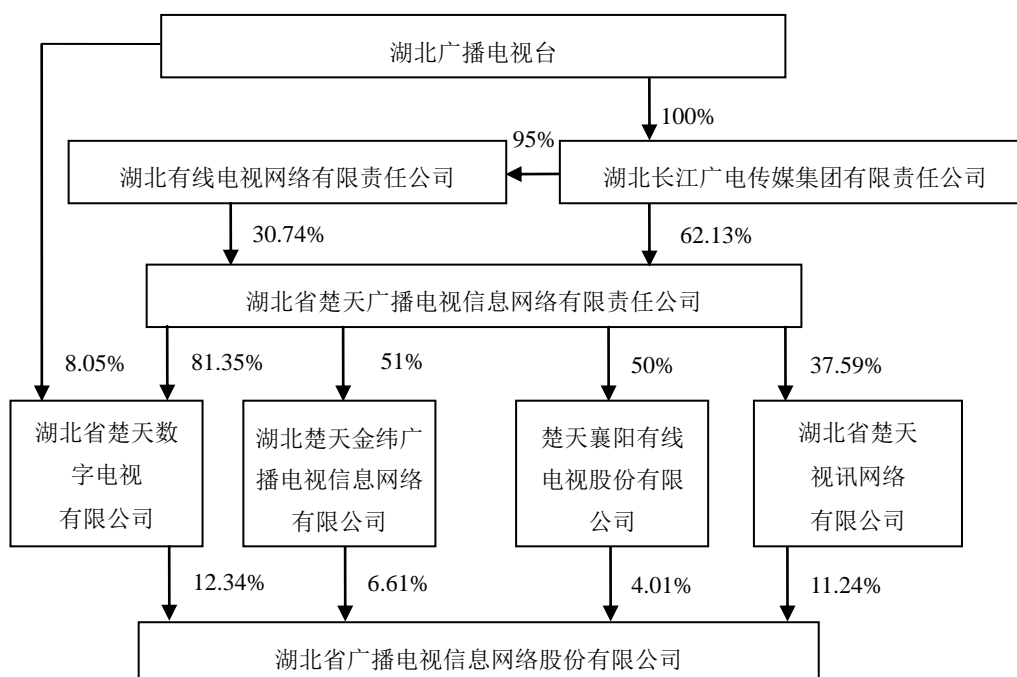 湖北广播电视台
100%
95%
湖北有线电视网络有限责任公司
湖北长江广电传媒集团有限责任公司
30.74%
62.13%
湖北省楚天广播电视信息网络有限责任公司
8.05%
81.35%
51%
50%
37.59%
湖北省楚天数
字电视
有限公司
湖北楚天金纬广
播电视信息网络
有限公司
楚天襄阳有线
电视股份有限
公司
湖北省楚天
视讯网络
有限公司
12.34%
6.61%
4.01%
11.24%
湖北省广播电视信息网络股份有限公司